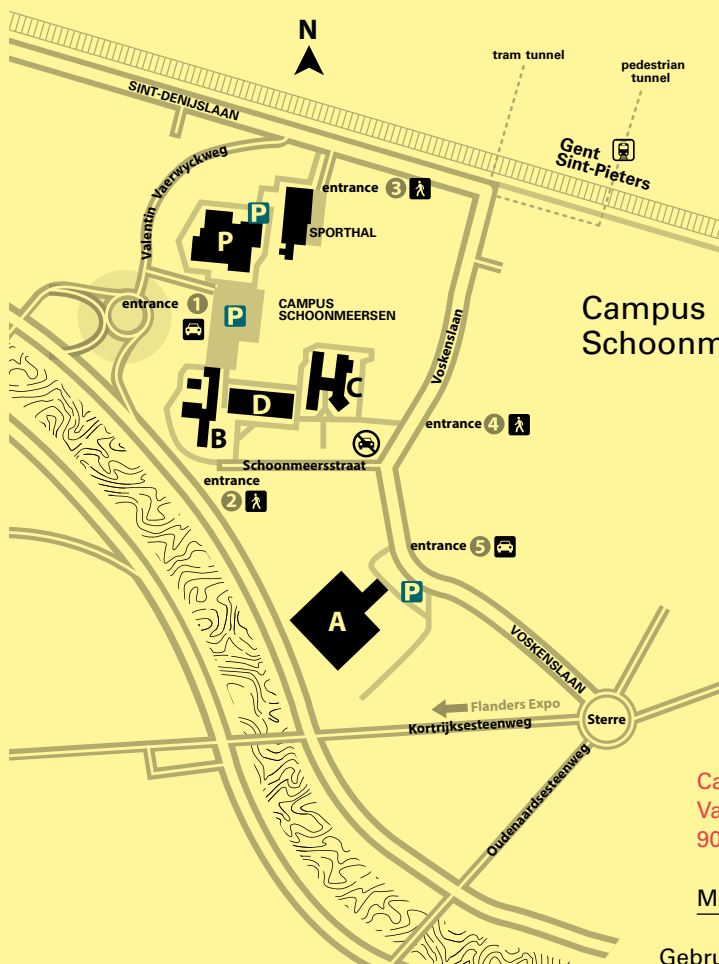 N
tram tunnel
pedestrian
tunnel
SINT-DENIJSLAAN
Gent
Sint-Pieters
Valentin Vaerwyckweg
entrance 3
P
P
SPORTHAL
entrance 1
P
CAMPUS
SCHOONMEERSEN
Campus
Schoonm
Voskenslaan
C
D
B
entrance 4
Schoonmeersstraat
entrance
2
entrance 5
P
A
VOSKENSLAAN
Flanders Expo
Kortrijksesteenweg
Sterre
Oudenaardsesteenweg
Ca
Va
90
M
Gebru